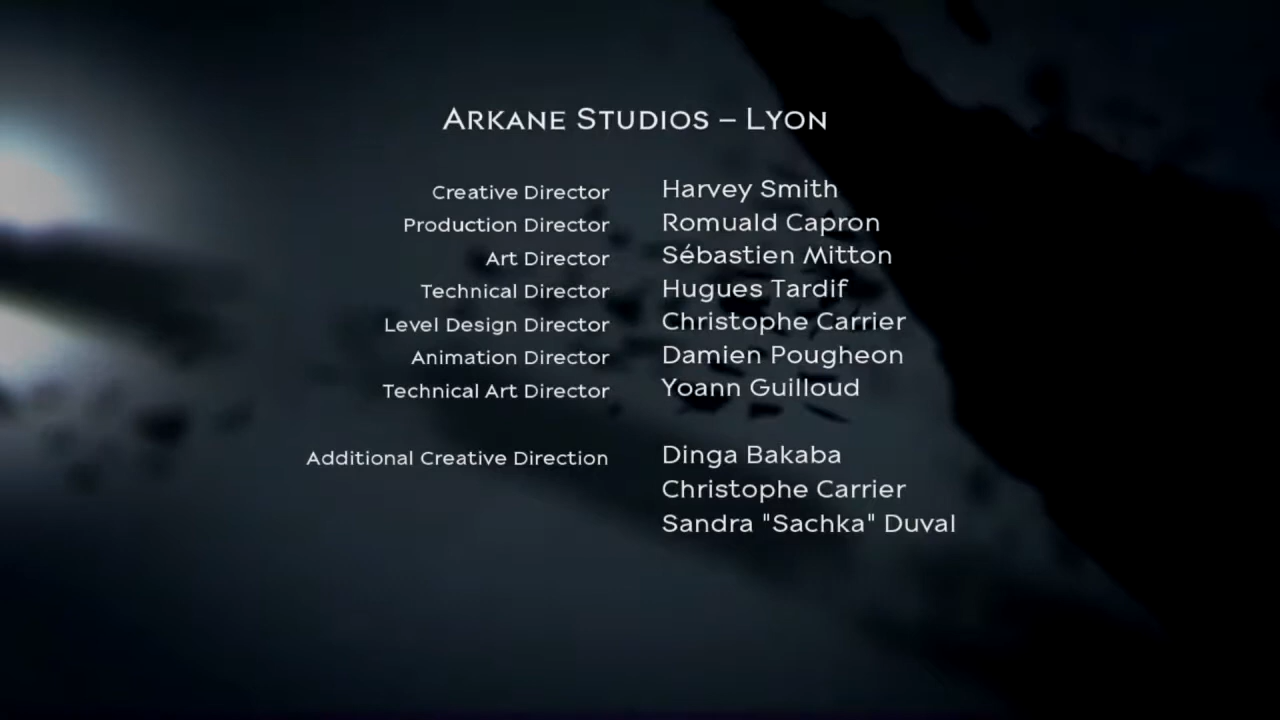 Arkane Studios – Lyon
Creative Director Harvey Smith
Production Director Romuald Capron
Art Director Sébastien Mitton
Technical Director Hugues Tardif
Level Design Director Christophe Carrier
Animation Director Damien Pougheon
Technical Art Director Yoann Guilloud
Additional Creative Direction Dinga Bakaba
Christophe Carrier
Sandra "Sachka" Duval